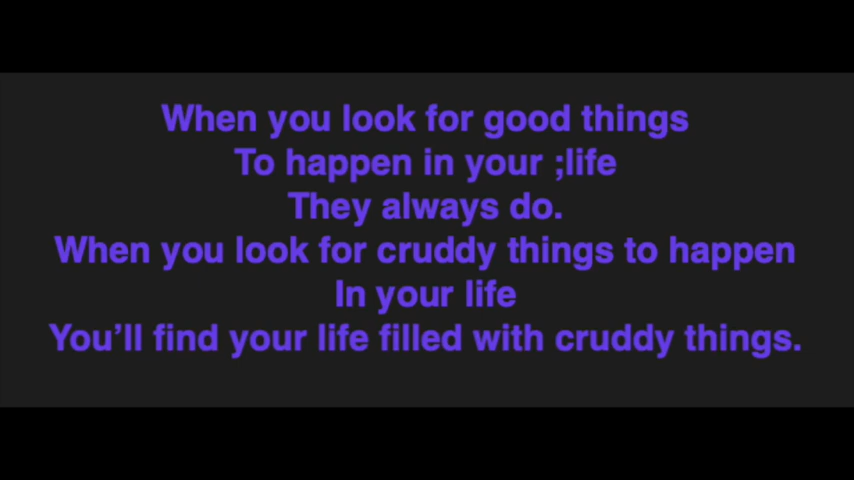 When you look for good things
To happen in your ;life
They always do.
When you look for cruddy things to happen
In your life
You’ll find your life filled with cruddy things.